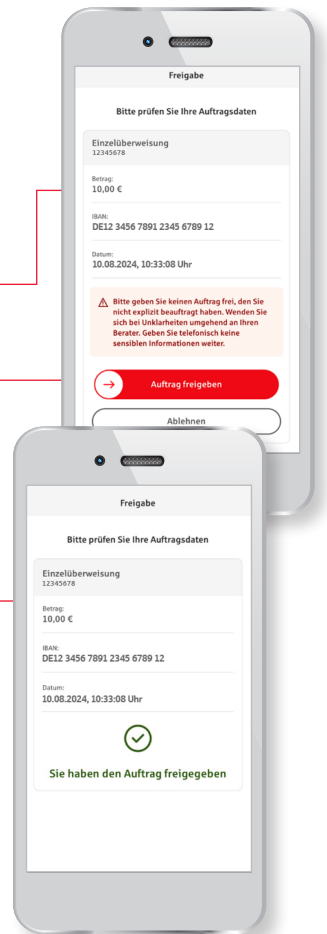 Freigabe
Bitte prüfen Sie Ihre Auftragsdaten
Einzelüberweisung
12345678
Betrag:
10,00 €
IBAN:
DE12 3456 7891 2345 6789 12
Datum:
10.08.2024, 10:33:08 Uhr
Bitte geben Sie keinen Auftrag frei, den Sie
nicht explizit beauftragt haben. Wenden Sie
sich bei Unklarheiten umgehend an Ihren
Berater. Geben Sie telefonisch keine
sensiblen Informationen weiter.
Auftrag freigeben
Ablehnen
Freigabe
Bitte prüfen Sie Ihre Auftragsdaten
Einzelüberweisung
12345678
Betrag:
10,00 €
IBAN:
DE12 3456 7891 2345 6789 12
Datum:
10.08.2024, 10:33:08 Uhr
Sie haben den Auftrag freigegeben